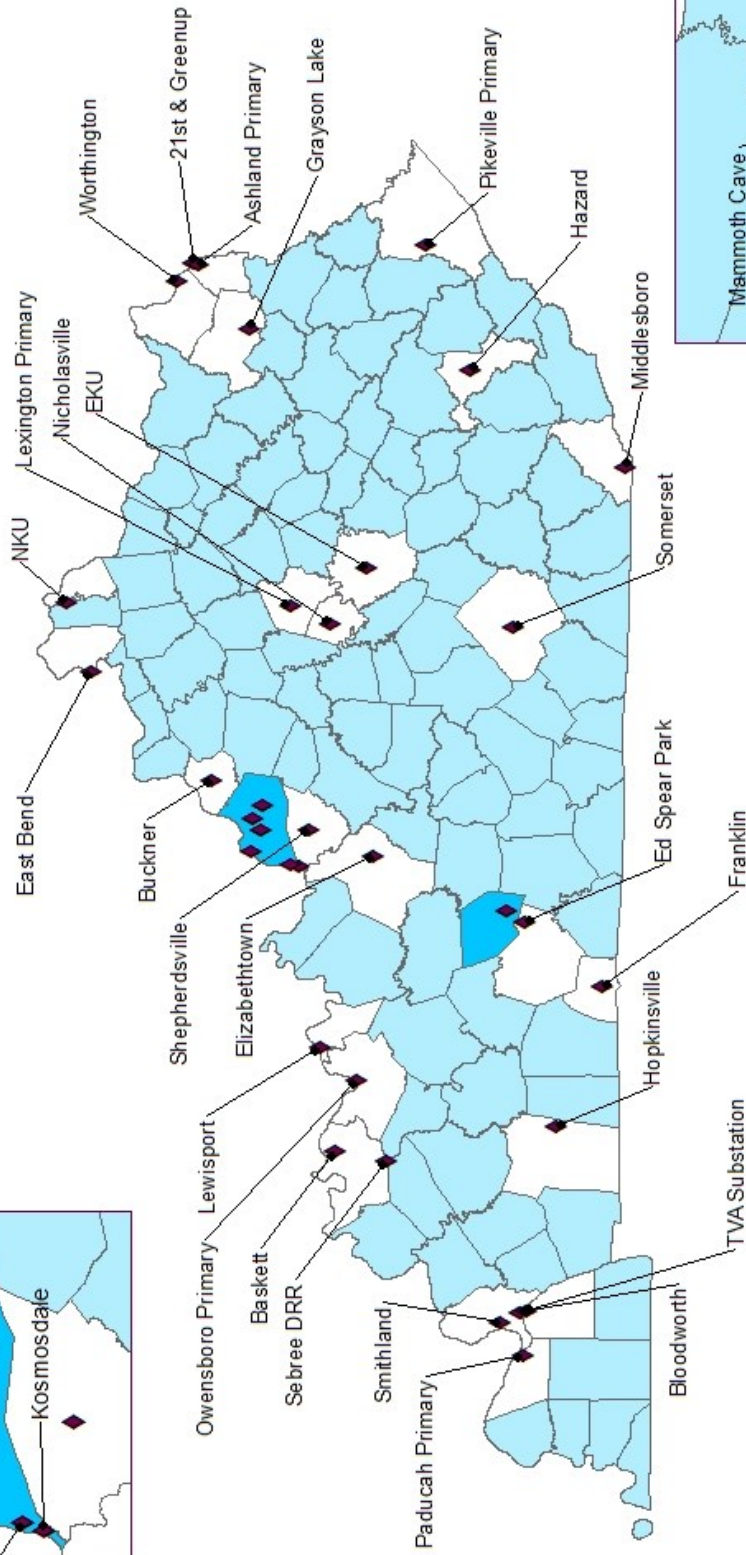 East Bend
NKU
Lexington Primary
Nicholasville
EKU
Worthington
21st & Greenup
Ashland Primary
Grayson Lake
Pikeville Primary
Hazard
Middlesboro
Somerset
Ed Spear Park
Franklin
Hopkinsville
TVA Substation
Bloodworth
Paducah Primary
Smithland
Sebree DRR
Baskett
Owensboro Primary
Lewisport
Elizabethtown
Shepherdsville
Buckner
Kosmosdale
Mammoth Cave